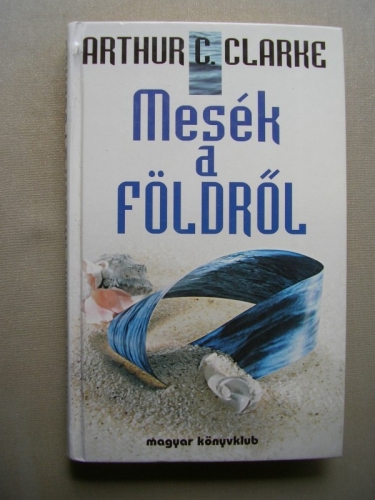 ARTHUR C. CLARKE
Mesék
a
FÖLDRŐL
magyar könyvklub